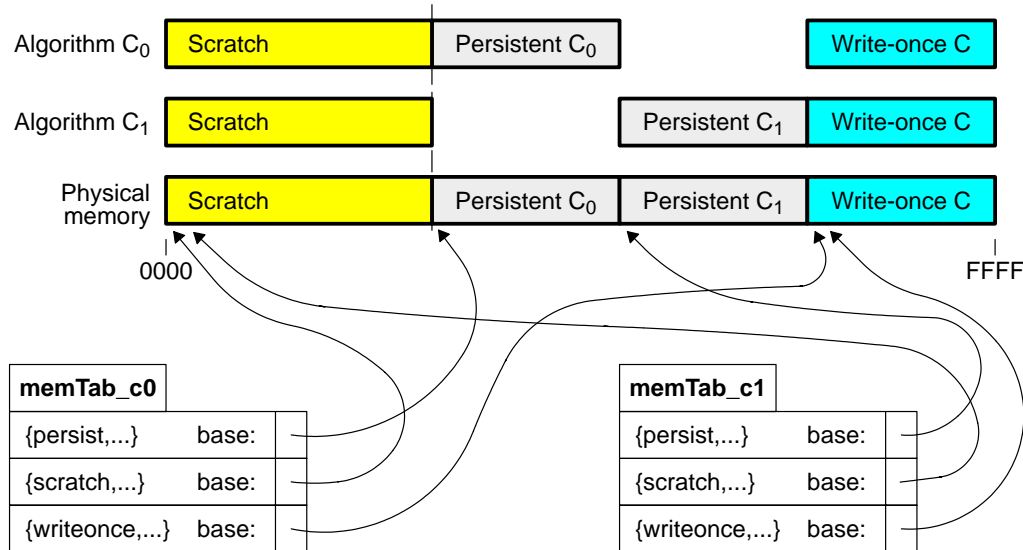 Algorithm C0 Scratch Persistent C0 Write-once C
Algorithm C1 Scratch Persistent C1 Write-once C
Physical memory Scratch Persistent C0 Persistent C1 Write-once C
0000 FFFF
memTab_c0
{persist,...} base:
{scratch,...} base:
{writeonce,...} base:
memTab_c1
{persist,...} base:
{scratch,...} base:
{writeonce,...} base: